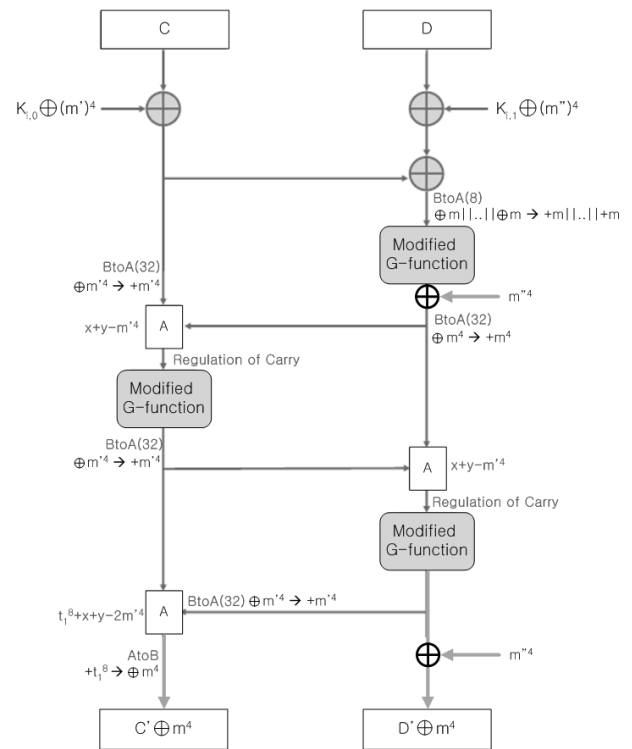 C
D
K_{i,0}⊕(m')⁴
K_{i,1}⊕(m'')⁴
BtoA(8)
⊕m||..||⊕m → +m||..||+m
Modified
G-function
BtoA(32)
⊕m'⁴ → +m'⁴
m''⁴
x+y-m'⁴
A
BtoA(32)
⊕m⁴ → +m⁴
Regulation of Carry
Modified
G-function
BtoA(32)
⊕m'⁴ → +m'⁴
A
x+y-m'⁴
Regulation of Carry
Modified
G-function
t₁⁸+x+y-2m'⁴
A
BtoA(32) ⊕m'⁴ → +m'⁴
AtoB
+t₁⁸ → ⊕m⁴
m''⁴
C'⊕m⁴
D'⊕m⁴